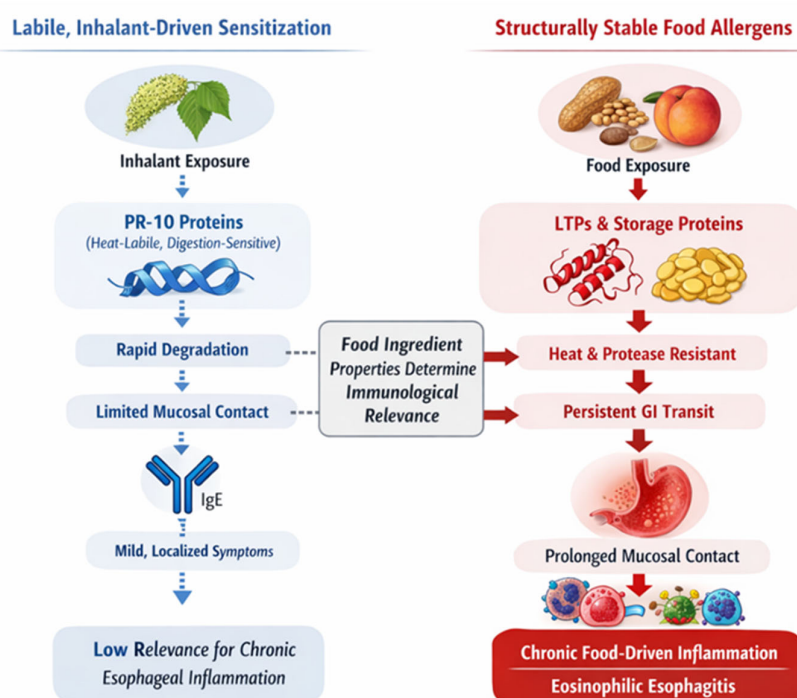 Labile, Inhalant-Driven Sensitization
Inhalant Exposure
PR-10 Proteins
(Heat-Labile, Digestion-Sensitive)
Rapid Degradation
Limited Mucosal Contact
IgE
Mild, Localized Symptoms
Low Relevance for Chronic
Esophageal Inflammation
Food Ingredient
Properties Determine
Immunological
Relevance
Structurally Stable Food Allergens
Food Exposure
LTPs & Storage Proteins
Heat & Protease Resistant
Persistent GI Transit
Prolonged Mucosal Contact
Chronic Food-Driven Inflammation
Eosinophilic Esophagitis